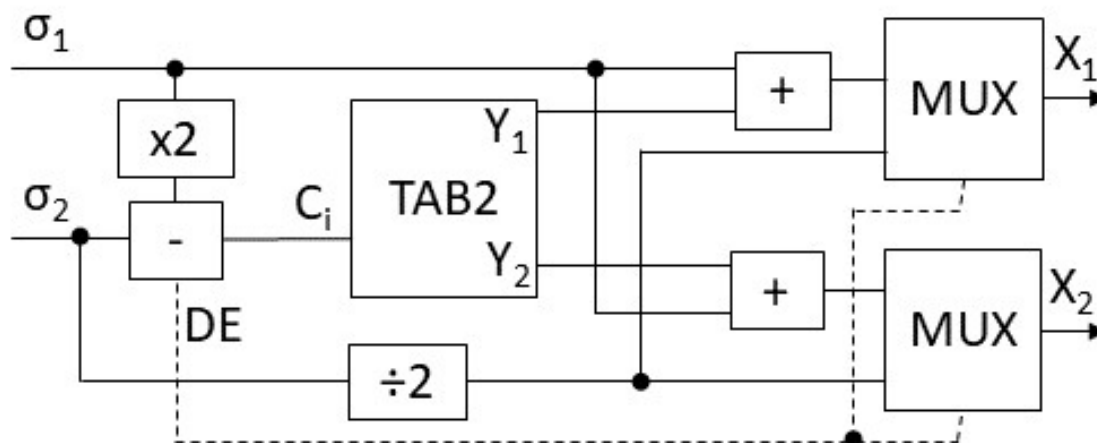 σ₁
x2
σ₂
-
DE
Cᵢ
TAB2
Y₁
Y₂
÷2
+
+
MUX
X₁
MUX
X₂